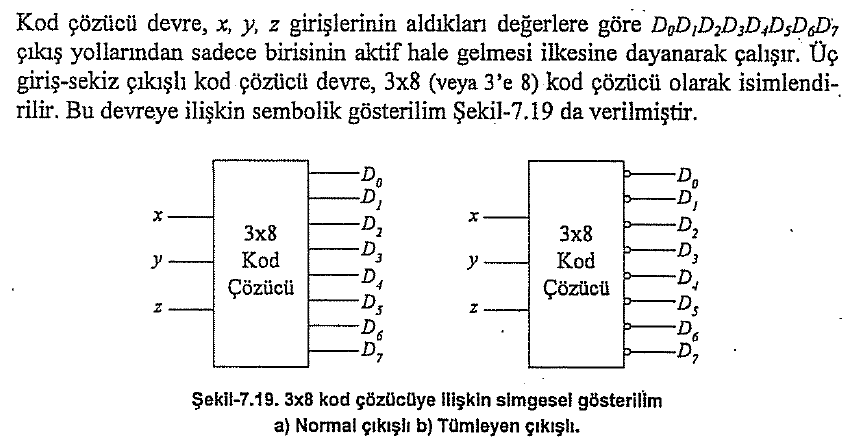 Kod çözücü devre, x, y, z girişlerinin aldıkları değerlere göre D₀D₁D₂D₃D₄D₅D₆D₇
çıkış yollarından sadece birisinin aktif hale gelmesi ilkesine dayanarak çalışır. Üç
giriş-sekiz çıkışlı kod çözücü devre, 3x8 (veya 3'e 8) kod çözücü olarak isimlendi-
rilir. Bu devreye ilişkin sembolik gösterilim Şekil-7.19 da verilmiştir.
x
y
z
3x8
Kod
Çözücü
D₀
D₁
D₂
D₃
D₄
D₅
D₆
D₇
x
y
z
3x8
Kod
Çözücü
D₀
D₁
D₂
D₃
D₄
D₅
D₆
D₇
Şekil-7.19. 3x8 kod çözücüye ilişkin simgesel gösterilim
a) Normal çıkışlı b) Tümleyen çıkışlı.